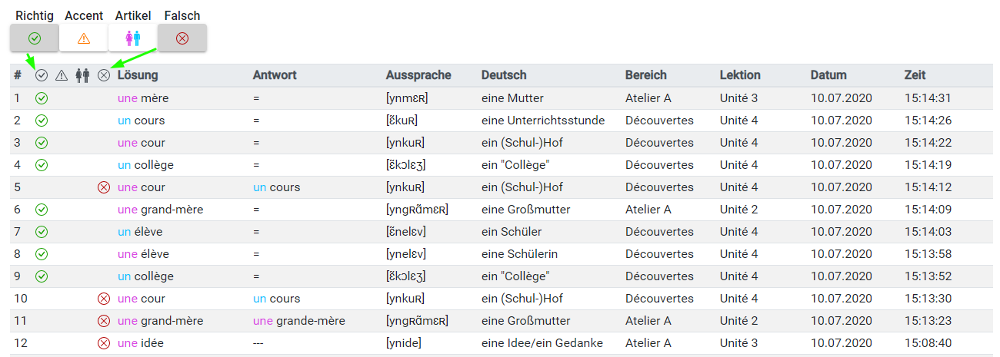 Richtig Accent Artikel Falsch
# Lösung Antwort Aussprache Deutsch Bereich Lektion Datum Zeit
1 une mère = [ynmɛʀ] eine Mutter Atelier A Unité 3 10.07.2020 15:14:31
2 un cours = [ɛ̃kuʀ] eine Unterrichtsstunde Découvertes Unité 4 10.07.2020 15:14:26
3 une cour = [ynkuʀ] ein (Schul-)Hof Découvertes Unité 4 10.07.2020 15:14:22
4 un collège = [ɛ̃kɔlɛʒ] ein "Collège" Découvertes Unité 4 10.07.2020 15:14:19
5 une cour un cours [ynkuʀ] ein (Schul-)Hof Découvertes Unité 4 10.07.2020 15:14:12
6 une grand-mère = [yngʀɑ̃mɛʀ] eine Großmutter Atelier A Unité 2 10.07.2020 15:14:09
7 un élève = [ɛ̃nelɛv] ein Schüler Découvertes Unité 4 10.07.2020 15:14:03
8 une élève = [ynelɛv] eine Schülerin Découvertes Unité 4 10.07.2020 15:13:58
9 un collège = [ɛ̃kɔlɛʒ] ein "Collège" Découvertes Unité 4 10.07.2020 15:13:52
10 une cour un cours [ynkuʀ] ein (Schul-)Hof Découvertes Unité 4 10.07.2020 15:13:30
11 une grand-mère une grande-mère [yngʀɑ̃mɛʀ] eine Großmutter Atelier A Unité 2 10.07.2020 15:13:23
12 une idée --- [ynide] eine Idee/ein Gedanke Atelier A Unité 3 10.07.2020 15:08:40